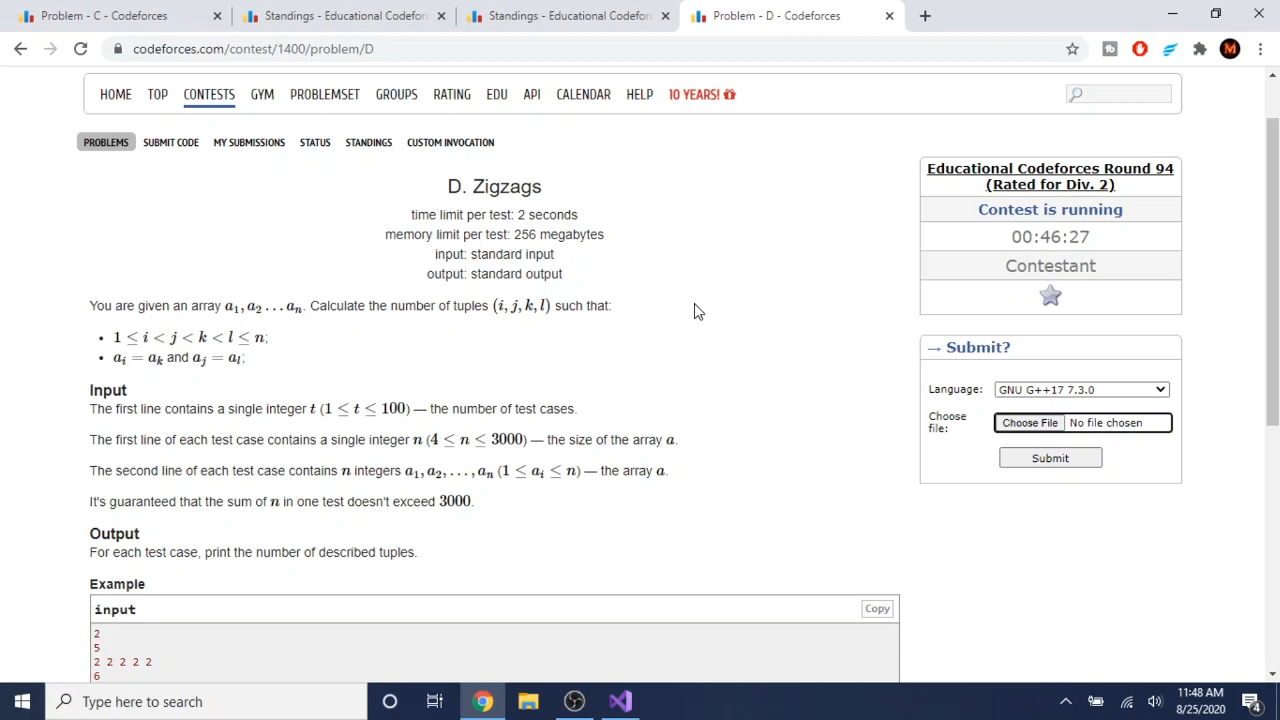 Problem - C - Codeforces
Standings - Educational Codefor
Standings - Educational Codefor
Problem - D - Codeforces
codeforces.com/contest/1400/problem/D
HOME TOP CONTESTS GYM PROBLEMSET GROUPS RATING EDU API CALENDAR HELP 10 YEARS!
PROBLEMS SUBMIT CODE MY SUBMISSIONS STATUS STANDINGS CUSTOM INVOCATION
D. Zigzags
time limit per test: 2 seconds
memory limit per test: 256 megabytes
input: standard input
output: standard output
You are given an array a₁, a₂ … aₙ. Calculate the number of tuples (i, j, k, l) such that:
• 1 ≤ i < j < k < l ≤ n;
• aᵢ = aₖ and aⱼ = aₗ;
Input
The first line contains a single integer t (1 ≤ t ≤ 100) — the number of test cases.
The first line of each test case contains a single integer n (4 ≤ n ≤ 3000) — the size of the array a.
The second line of each test case contains n integers a₁, a₂, …, aₙ (1 ≤ aᵢ ≤ n) — the array a.
It's guaranteed that the sum of n in one test doesn't exceed 3000.
Output
For each test case, print the number of described tuples.
Example
input Copy
2
5
2 2 2 2 2
6
Educational Codeforces Round 94
(Rated for Div. 2)
Contest is running
00:46:27
Contestant
→ Submit?
Language: GNU G++17 7.3.0
Choose
file: Choose File No file chosen
Submit
Type here to search
11:48 AM
8/25/2020
4